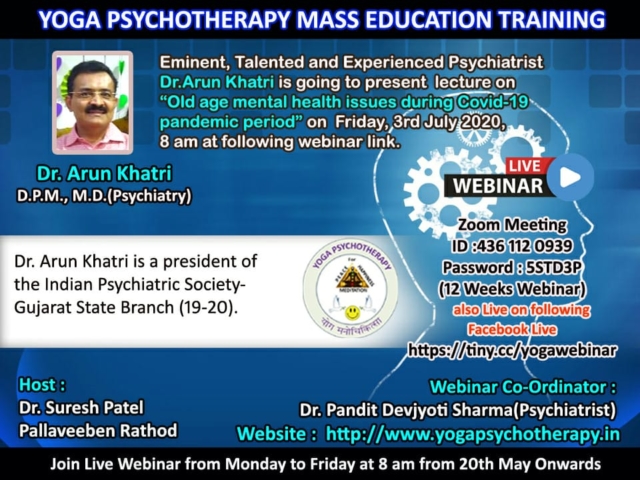 YOGA PSYCHOTHERAPY MASS EDUCATION TRAINING
Eminent, Talented and Experienced Psychiatrist
Dr.Arun Khatri is going to present lecture on
“Old age mental health issues during Covid-19
pandemic period” on Friday, 3rd July 2020,
8 am at following webinar link.
Dr. Arun Khatri
D.P.M., M.D.(Psychiatry)
LIVE
WEBINAR
Zoom Meeting
ID :436 112 0939
Password : 5STD3P
(12 Weeks Webinar)
also Live on following
Facebook Live
https://tiny.cc/yogawebinar
Dr. Arun Khatri is a president of
the Indian Psychiatric Society-
Gujarat State Branch (19-20).
YOGA PSYCHOTHERAPY
For
PEACE
HAPPINESS
MEDITATION
योग मनोचिकित्सा
Host :
Dr. Suresh Patel
Pallaveeben Rathod
Webinar Co-Ordinator :
Dr. Pandit Devjyoti Sharma(Psychiatrist)
Website : http://www.yogapsychotherapy.in
Join Live Webinar from Monday to Friday at 8 am from 20th May Onwards